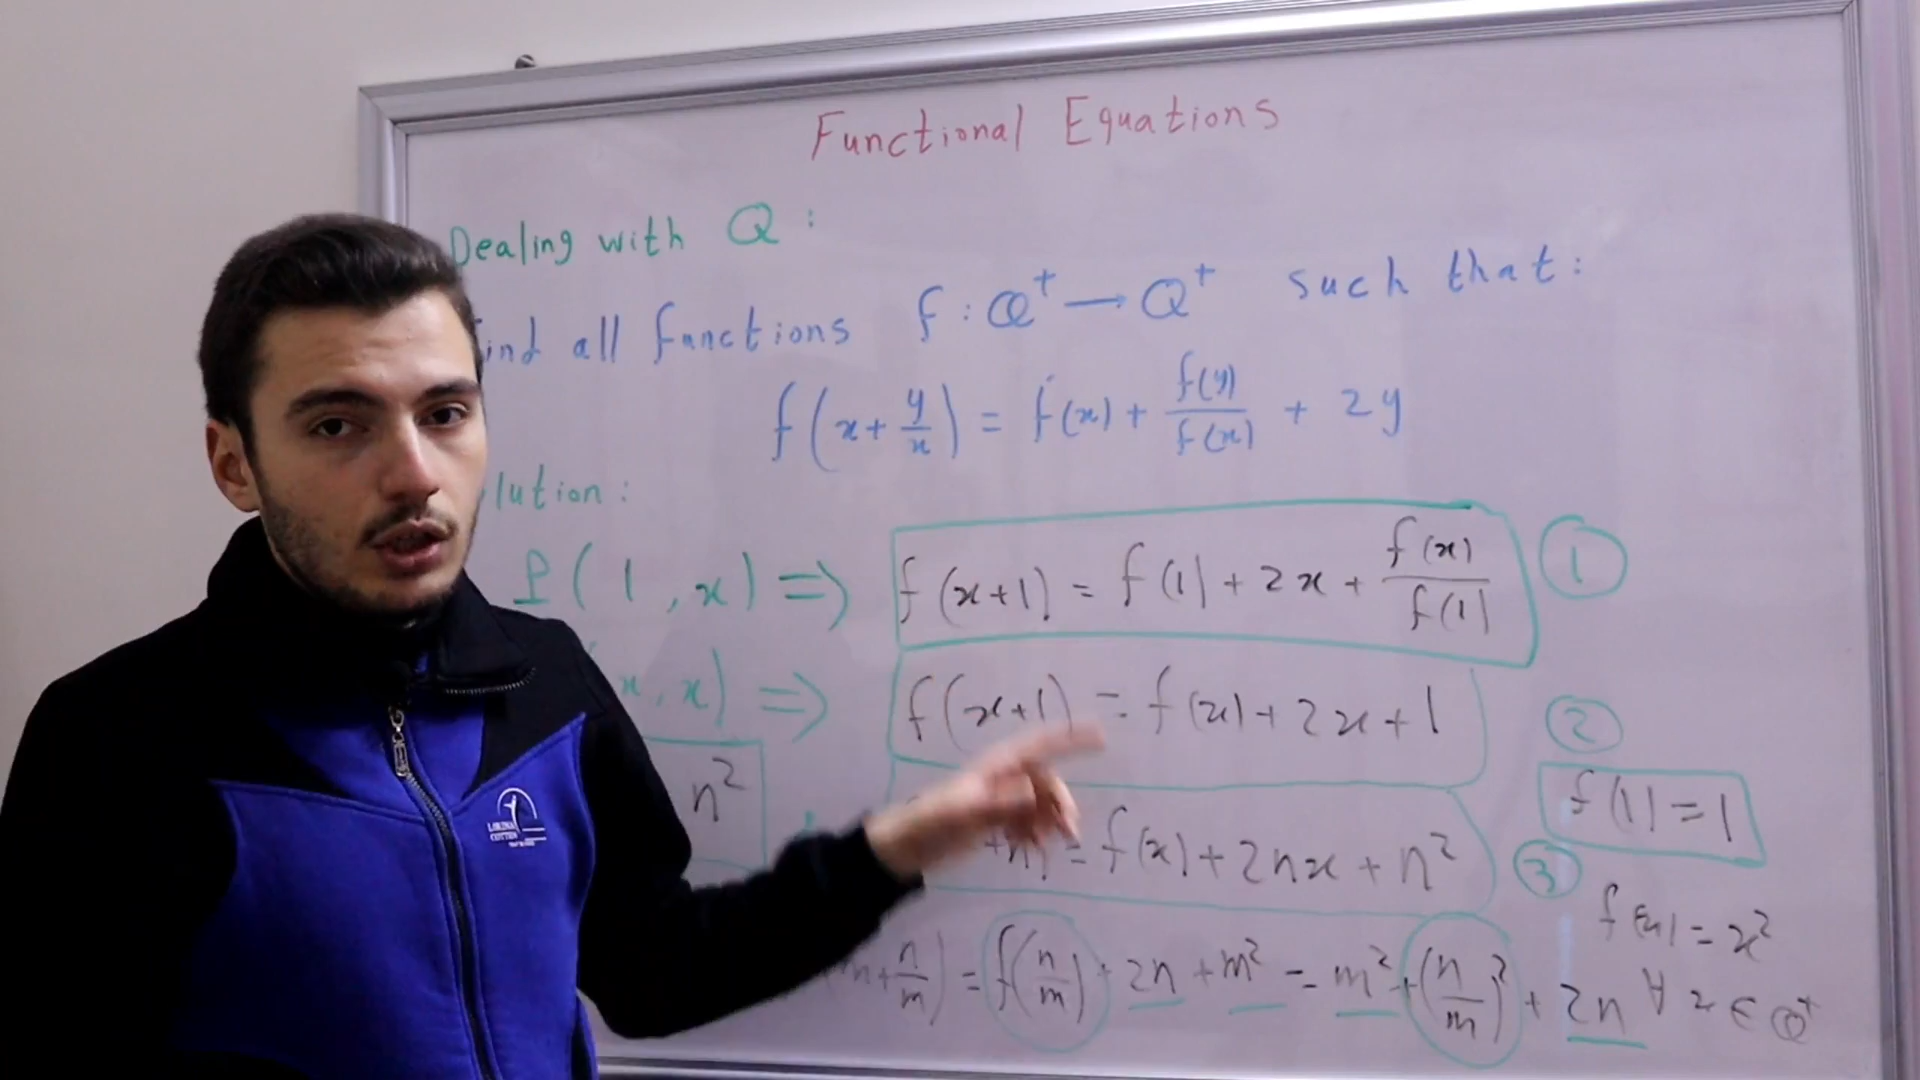 Functional Equations
Dealing with Q :
ind all functions f : Q⁺ → Q⁺ such that :
f(x + y/x) = f(x) + f(y)/f(x) + 2y
lution :
P(1, x) ⇒ f(x+1) = f(1) + 2x + f(x)/f(1) ①
x, x) ⇒ f(x+1) = f(x) + 2x + 1 ②
n² f(1) = 1
+n) = f(x) + 2nx + n² ③
f(x) = x²
m + n/m) = f(n/m) + 2n + m² = m² + (n/m)² + 2n ∀ x ∈ Q⁺